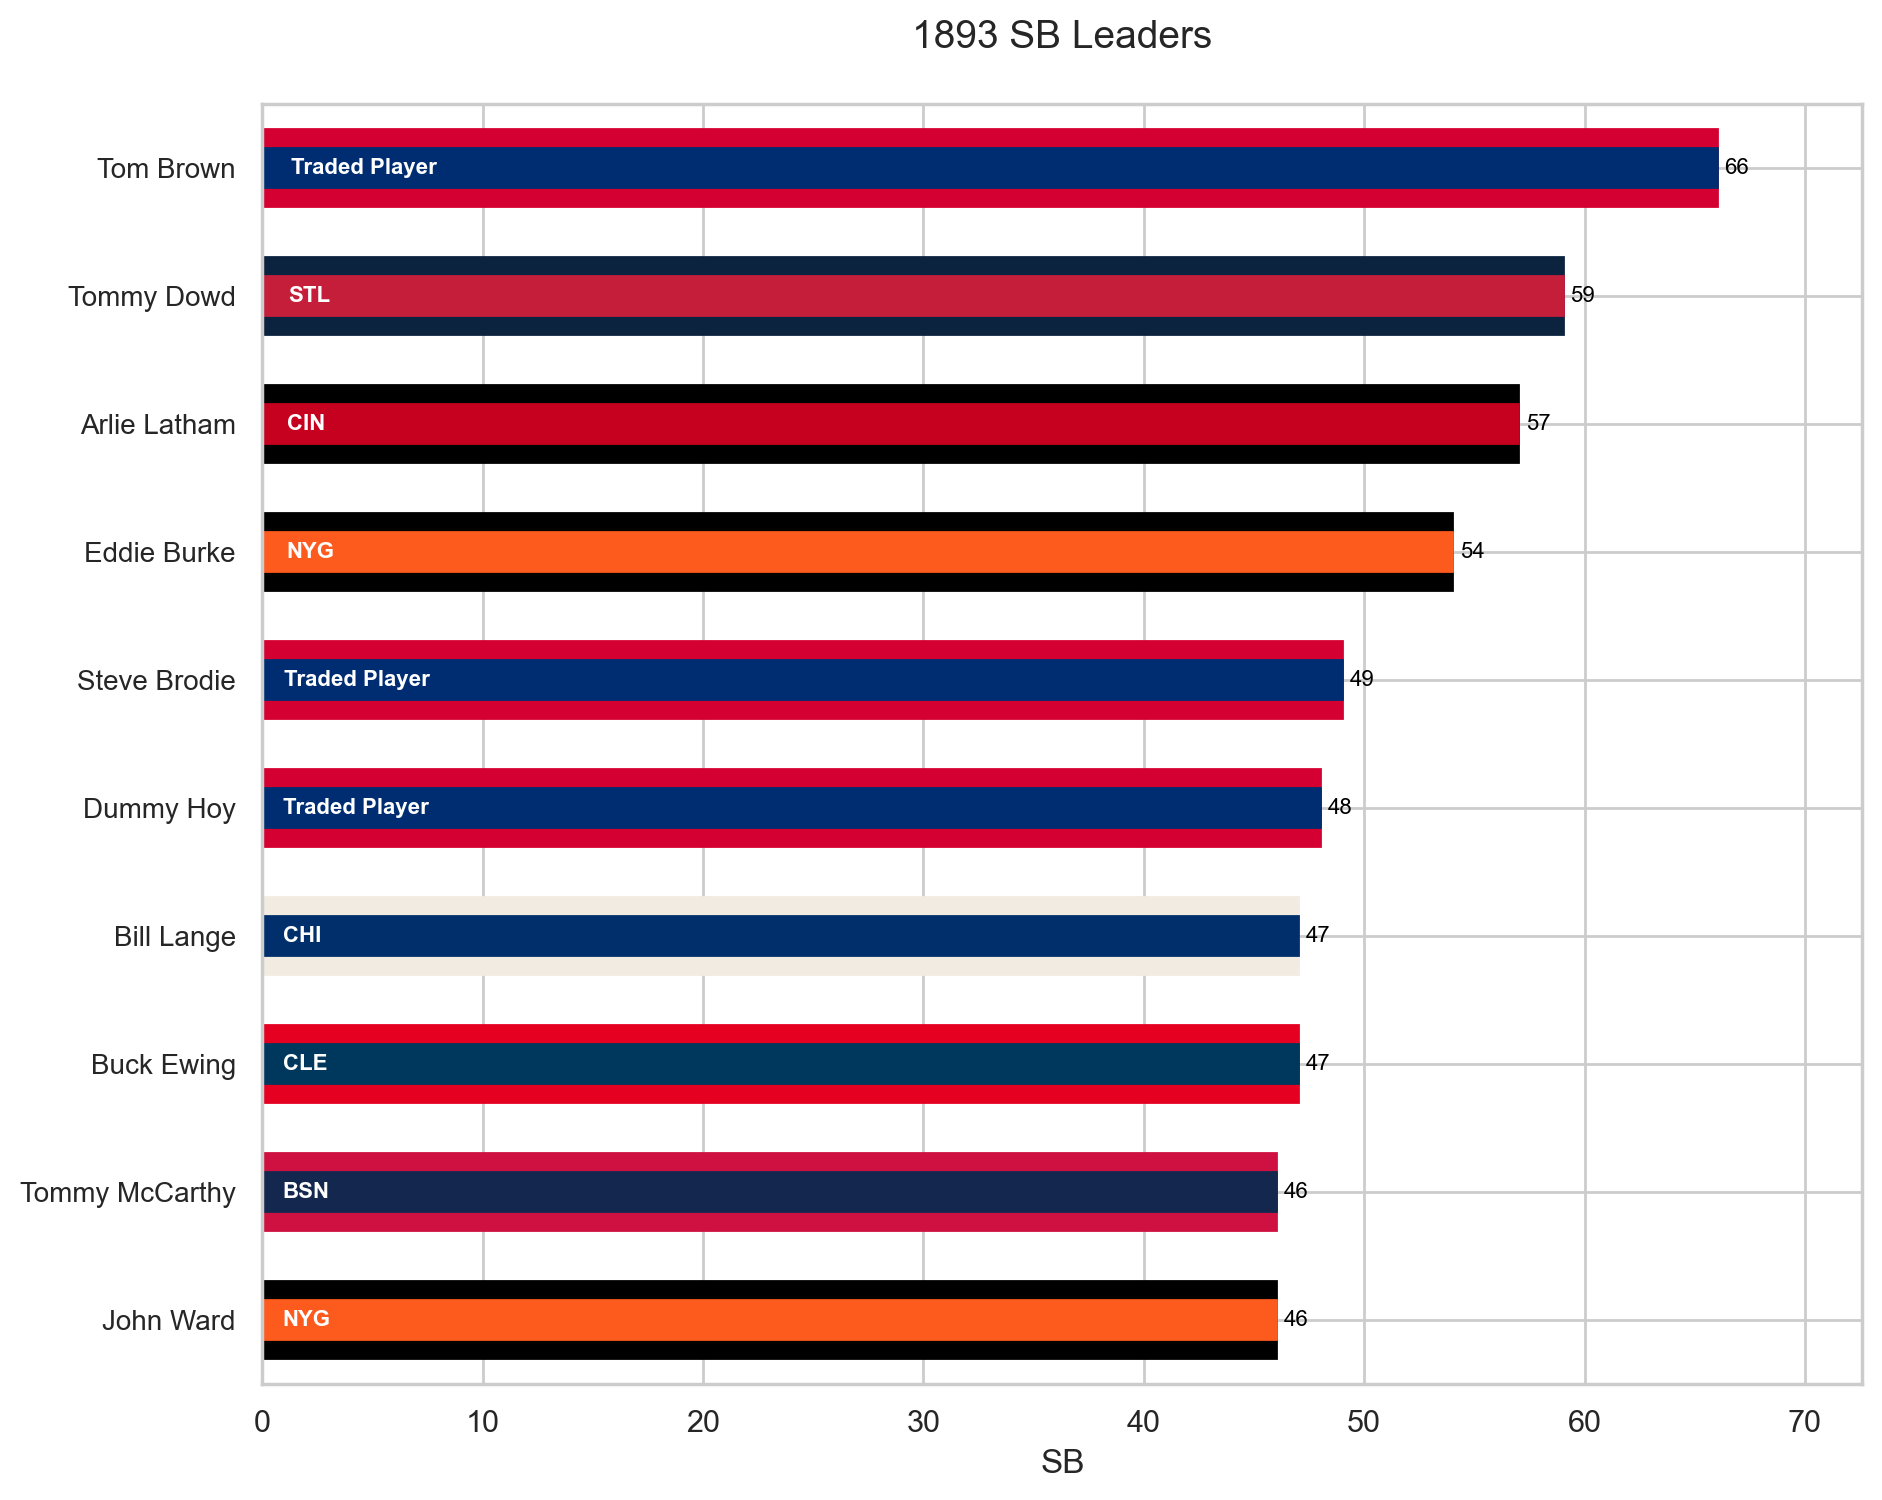 1893 SB Leaders
Tom Brown
Traded Player
66
Tommy Dowd
STL
59
Arlie Latham
CIN
57
Eddie Burke
NYG
54
Steve Brodie
Traded Player
49
Dummy Hoy
Traded Player
48
Bill Lange
CHI
47
Buck Ewing
CLE
47
Tommy McCarthy
BSN
46
John Ward
NYG
46
0 10 20 30 40 50 60 70
SB